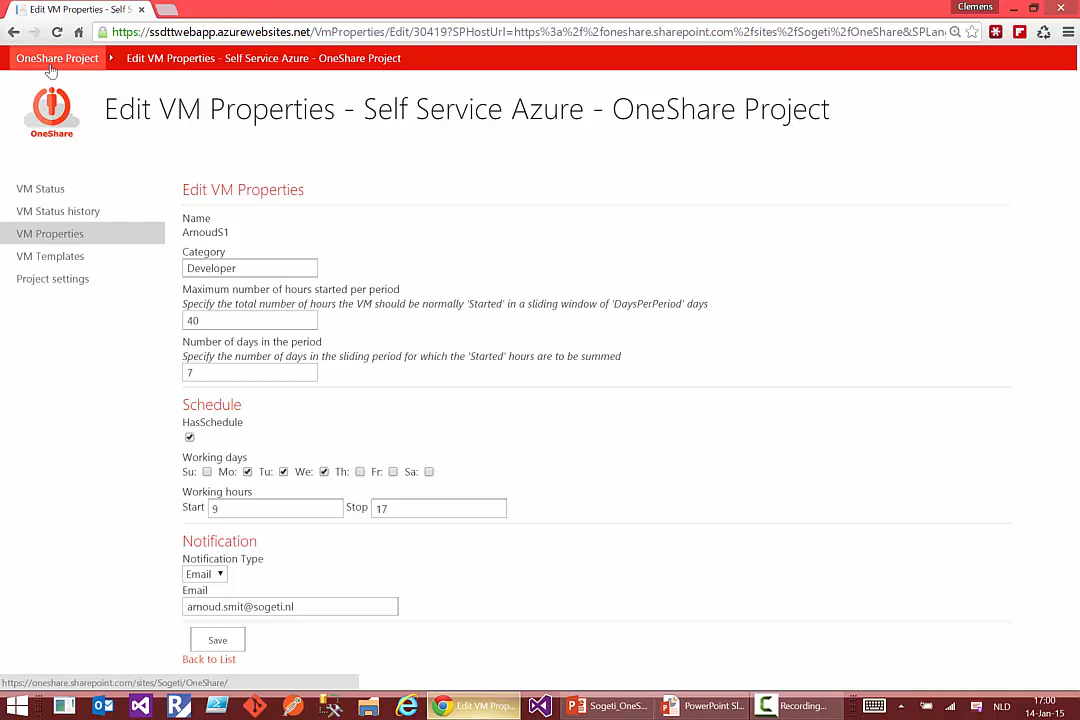 Edit VM Properties - Self S
Clemens
https://ssdttwebapp.azurewebsites.net/VmProperties/Edit/30419?SPHostUrl=https%3a%2f%2foneshare.sharepoint.com%2fsites%2fSogeti%2fOneShare&SPLang
OneShare Project
Edit VM Properties - Self Service Azure - OneShare Project
OneShare
Edit VM Properties - Self Service Azure - OneShare Project
VM Status
VM Status history
VM Properties
VM Templates
Project settings
Edit VM Properties
Name
ArnoudS1
Category
Developer
Maximum number of hours started per period
Specify the total number of hours the VM should be normally 'Started' in a sliding window of 'DaysPerPeriod' days
40
Number of days in the period
Specify the number of days in the sliding period for which the 'Started' hours are to be summed
7
Schedule
HasSchedule
Working days
Su: Mo: Tu: We: Th: Fr: Sa:
Working hours
Start 9 Stop 17
Notification
Notification Type
Email
Email
arnoud.smit@sogeti.nl
Save
Back to List
https://oneshare.sharepoint.com/sites/Sogeti/OneShare/
Edit VM Prop...
Sogeti_OneS...
PowerPoint Sl...
Recording...
NLD
17:00
14-Jan-15